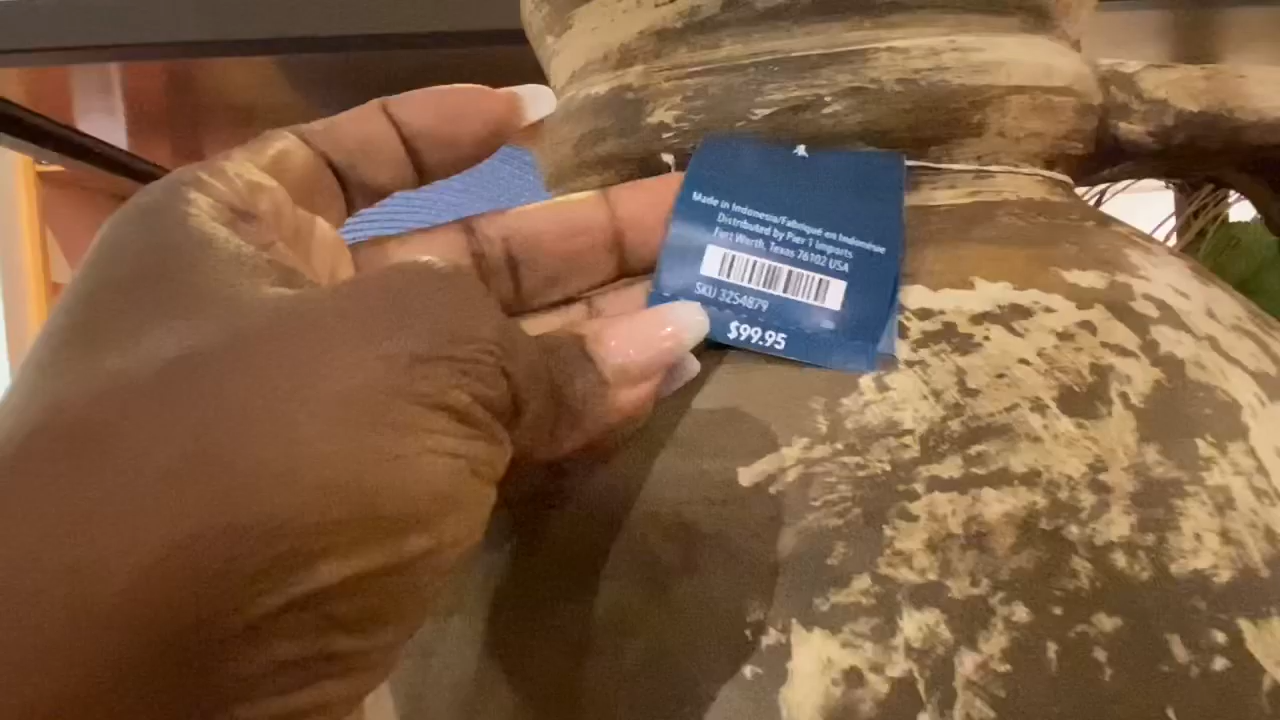 Made in Indonesia/Fabriqué en Indonésie
Distributed by Pier 1 Imports
Fort Worth, Texas 76102 USA
SKU 3254879
$99.95